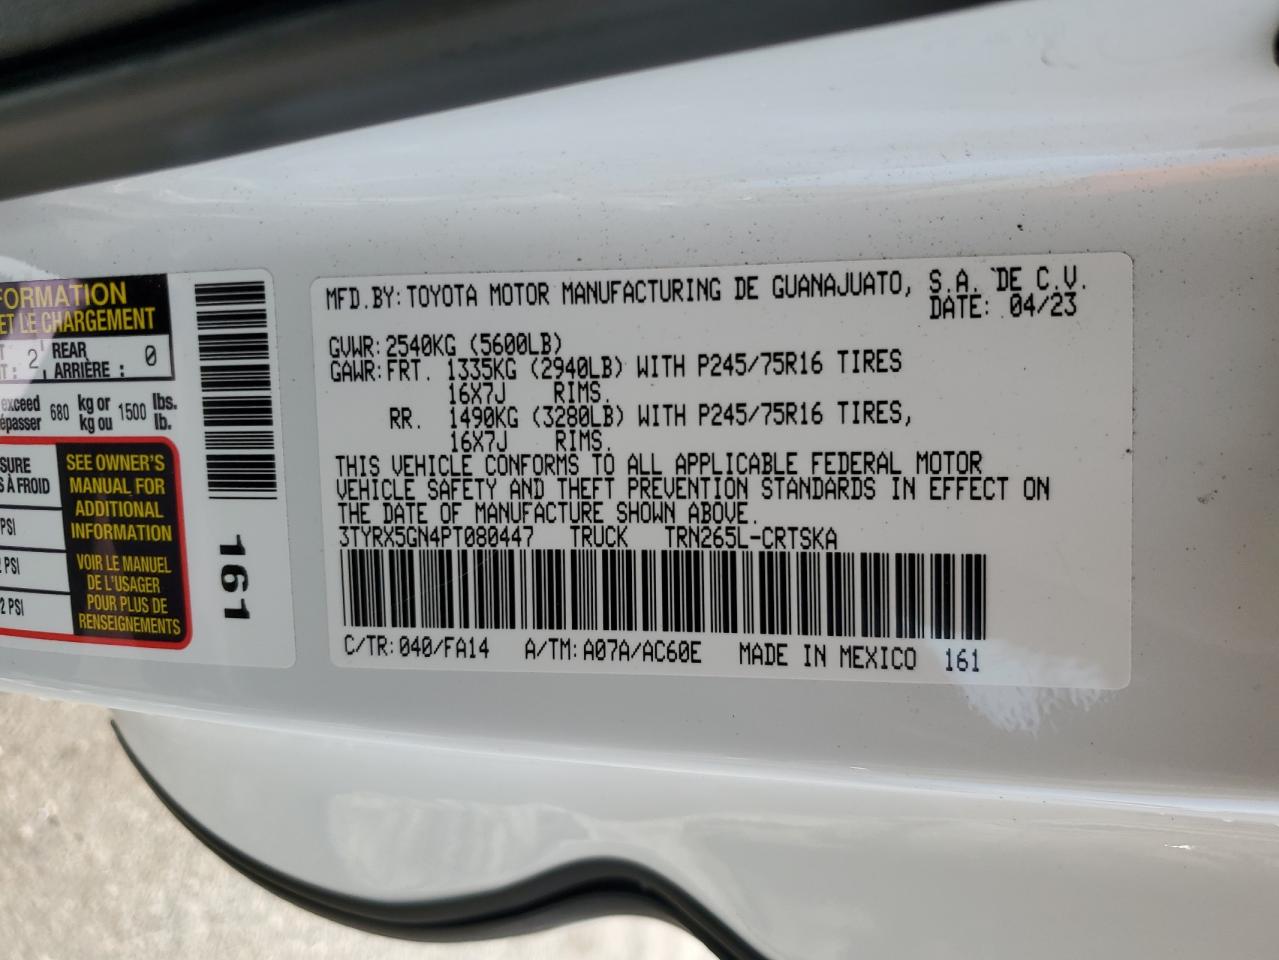 FORMATION
ET LE CHARGEMENT
2 REAR
ARRIÈRE : 0
exceed 680 kg or 1500 lbs.
kg ou lb.
SEE OWNER'S
MANUAL FOR
ADDITIONAL
INFORMATION
VOIR LE MANUEL
DE L'USAGER
POUR PLUS DE
RENSEIGNEMENTS
SURE
À FROID
PSI
PSI
2 PSI
161
MFD.BY:TOYOTA MOTOR MANUFACTURING DE GUANAJUATO, S.A. DE C.V.
DATE: 04/23
GVWR:2540KG (5600LB)
GAWR:FRT. 1335KG (2940LB) WITH P245/75R16 TIRES
16X7J RIMS.
RR. 1490KG (3280LB) WITH P245/75R16 TIRES,
16X7J RIMS.
THIS VEHICLE CONFORMS TO ALL APPLICABLE FEDERAL MOTOR
VEHICLE SAFETY AND THEFT PREVENTION STANDARDS IN EFFECT ON
THE DATE OF MANUFACTURE SHOWN ABOVE.
3TYRX5GN4PT080447 TRUCK TRN265L-CRTSKA
C/TR:040/FA14 A/TM:A07A/AC60E MADE IN MEXICO 161